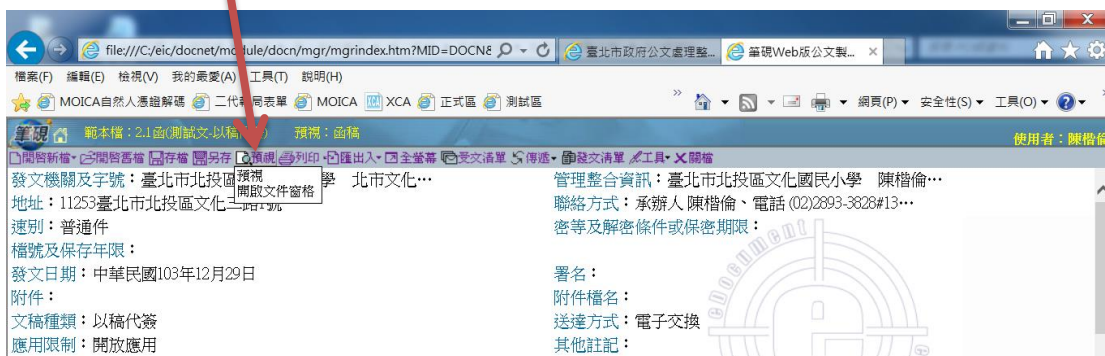 file:///C:/eic/docnet/module/docn/mgr/mgrindex.htm?MID=DOCN8
臺北市政府公文處理整...
筆硯Web版公文製...
檔案(F) 編輯(E) 檢視(V) 我的最愛(A) 工具(T) 說明(H)
MOICA自然人憑證解碼 二代 局表單 MOICA XCA 正式區 測試區 » 網頁(P) 安全性(S) 工具(O)
筆硯 範本檔：2.1函(測試文-以稿 預視：函稿
使用者：陳楷倫
開啓新檔 開啓舊檔 存檔 另存 預視 列印 匯出入 全螢幕 受文清單 傳遞 發文清單 工具 關檔
預視
開啟文件窗格
發文機關及字號：臺北市北投區 學 北市文化… 管理整合資訊：臺北市北投區文化國民小學 陳楷倫…
地址：11253臺北市北投區文化三路1號 聯絡方式：承辦人 陳楷倫、電話 (02)2893-3828#13…
速別：普通件 密等及解密條件或保密期限：
檔號及保存年限：
發文日期：中華民國103年12月29日 署名：
附件： 附件檔名：
文稿種類：以稿代簽 送達方式：電子交換
應用限制：開放應用 其他註記：